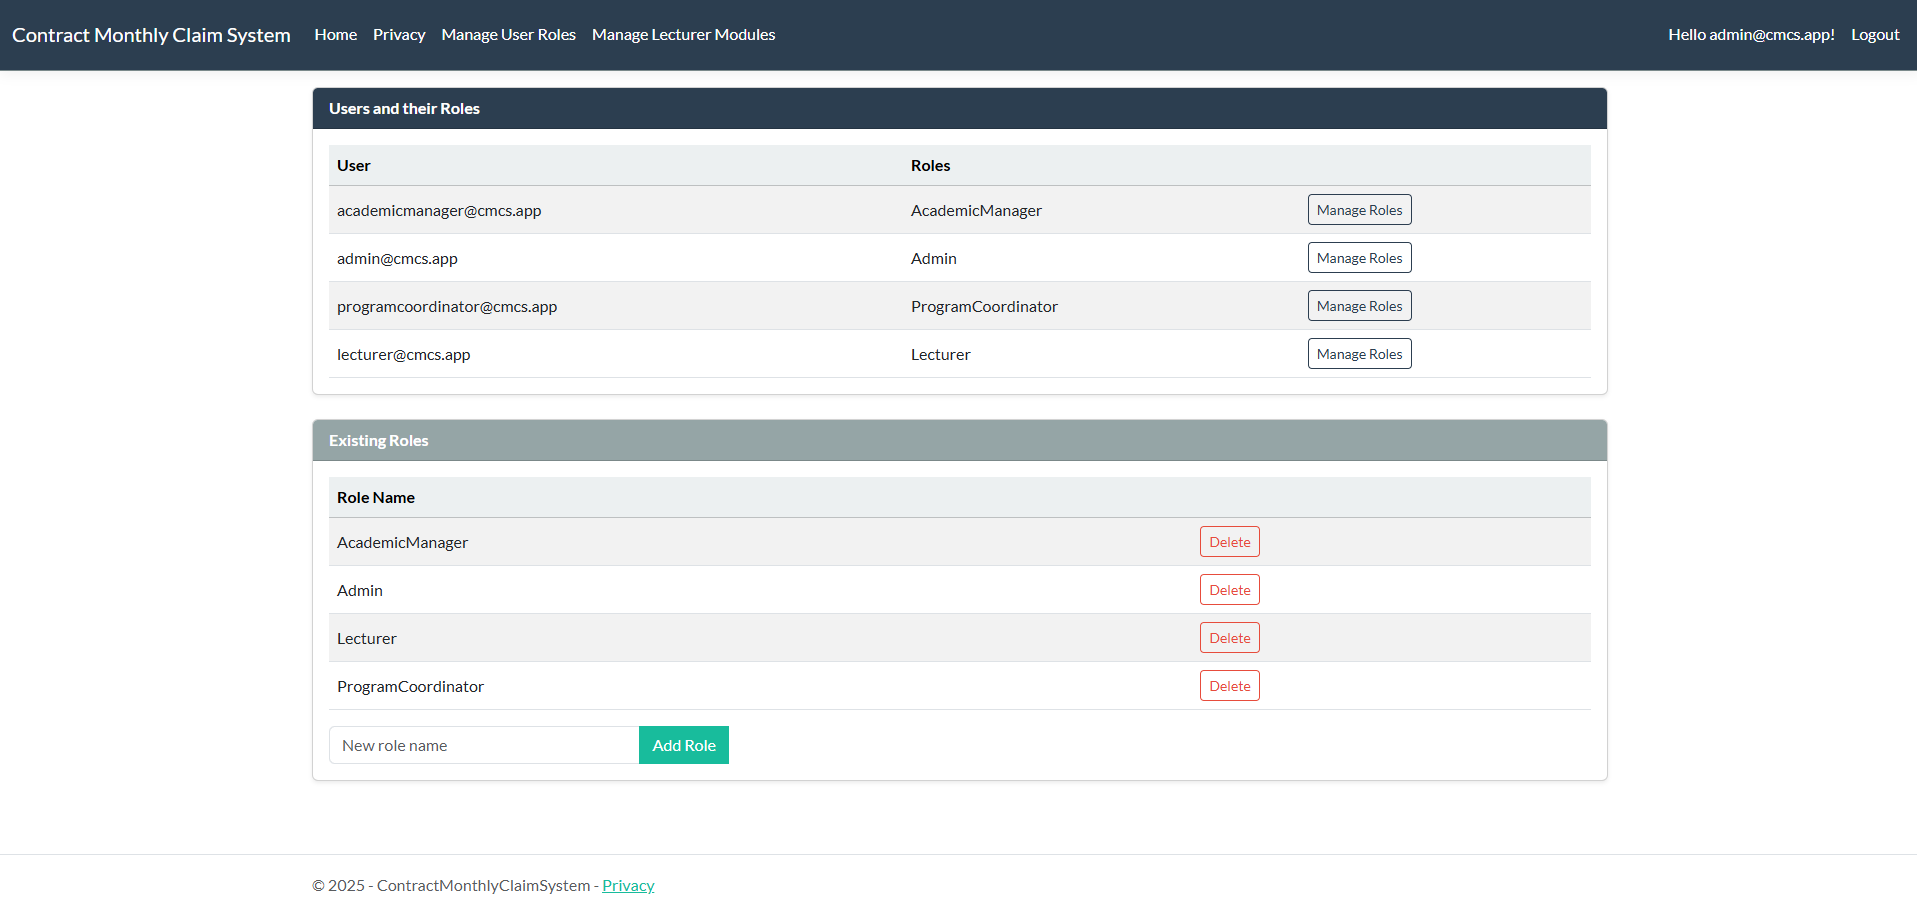 Contract Monthly Claim System Home Privacy Manage User Roles Manage Lecturer Modules Hello admin@cmcs.app! Logout
Users and their Roles
User Roles
academicmanager@cmcs.app AcademicManager Manage Roles
admin@cmcs.app Admin Manage Roles
programcoordinator@cmcs.app ProgramCoordinator Manage Roles
lecturer@cmcs.app Lecturer Manage Roles
Existing Roles
Role Name
AcademicManager Delete
Admin Delete
Lecturer Delete
ProgramCoordinator Delete
New role name Add Role
© 2025 - ContractMonthlyClaimSystem - Privacy